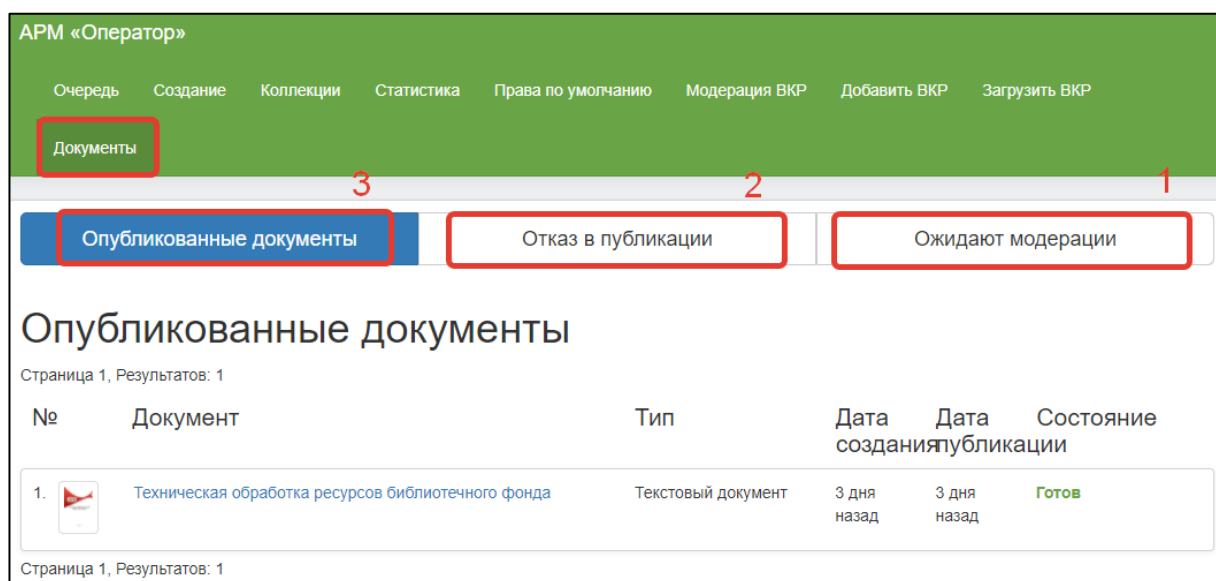 АРМ «Оператор»
Очередь Создание Коллекции Статистика Права по умолчанию Модерация ВКР Добавить ВКР Загрузить ВКР
Документы
3 2 1
Опубликованные документы Отказ в публикации Ожидают модерации
Опубликованные документы
Страница 1, Результатов: 1
№ Документ Тип Дата Дата Состояние
создания публикации
1. Техническая обработка ресурсов библиотечного фонда Текстовый документ 3 дня 3 дня Готов
назад назад
Страница 1, Результатов: 1